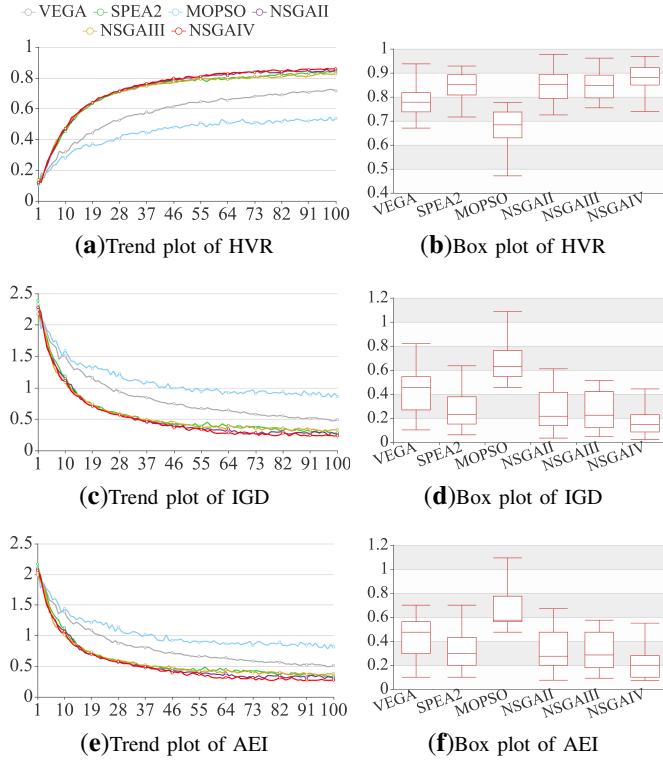 VEGA SPEA2 MOPSO NSGAII
NSGAIII NSGAIV
1
0.8
0.6
0.4
0.2
0
1 10 19 28 37 46 55 64 73 82 91 100
(a)Trend plot of HVR
1
0.9
0.8
0.7
0.6
0.5
0.4
VEGA SPEA2 MOPSO NSGAII NSGAIII NSGAIV
(b)Box plot of HVR
2.5
2
1.5
1
0.5
0
1 10 19 28 37 46 55 64 73 82 91 100
(c)Trend plot of IGD
1.2
1
0.8
0.6
0.4
0.2
0
VEGA SPEA2 MOPSO NSGAII NSGAIII NSGAIV
(d)Box plot of IGD
2.5
2
1.5
1
0.5
0
1 10 19 28 37 46 55 64 73 82 91 100
(e)Trend plot of AEI
1.2
1
0.8
0.6
0.4
0.2
0
VEGA SPEA2 MOPSO NSGAII NSGAIII NSGAIV
(f)Box plot of AEI